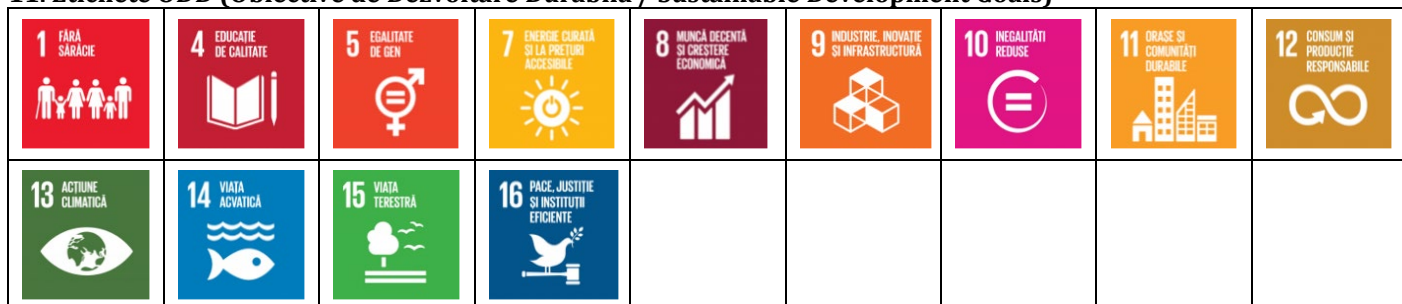 11. Etichete ODD (Obiective de Dezvoltare Durabilă / Sustainable Development Goals)
1 FĂRĂ
SĂRĂCIE
4 EDUCAȚIE
DE CALITATE
5 EGALITATE
DE GEN
7 ENERGIE CURATĂ
ȘI LA PREȚURI
ACCESIBILE
8 MUNCĂ DECENTĂ
ȘI CREȘTERE
ECONOMICĂ
9 INDUSTRIE, INOVAȚIE
ȘI INFRASTRUCTURĂ
10 INEGALITĂȚI
REDUSE
11 ORAȘE ȘI
COMUNITĂȚI
DURABILE
12 CONSUM ȘI
PRODUCȚIE
RESPONSABILE
13 ACȚIUNE
CLIMATICĂ
14 VIAȚA
ACVATICĂ
15 VIAȚA
TERESTRĂ
16 PACE, JUSTIȚIE
ȘI INSTITUȚII
EFICIENTE